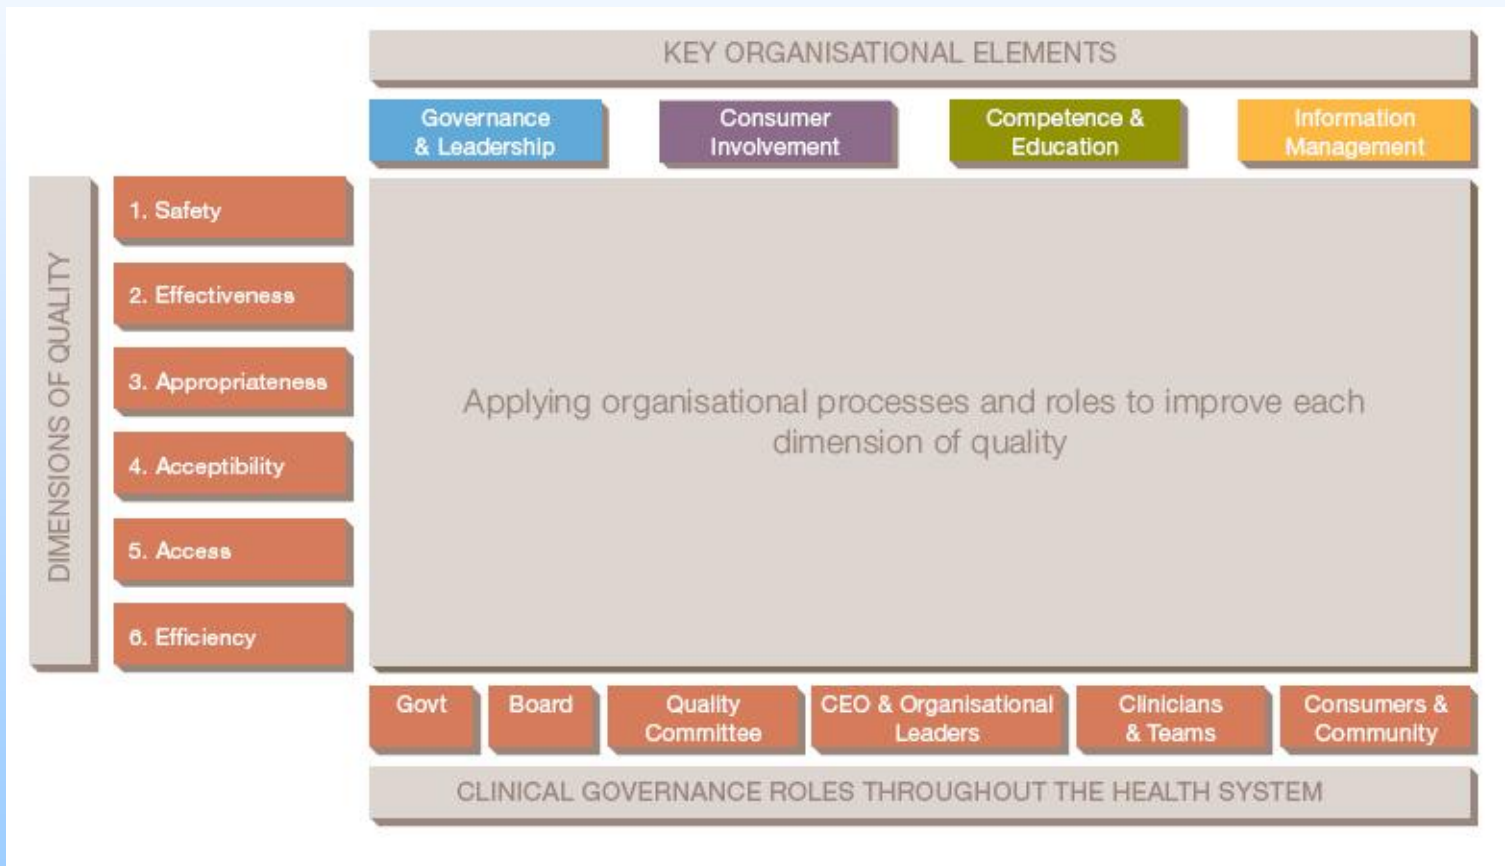 KEY ORGANISATIONAL ELEMENTS
Governance
& Leadership
Consumer
Involvement
Competence &
Education
Information
Management
DIMENSIONS OF QUALITY
1. Safety
2. Effectiveness
3. Appropriateness
4. Acceptibility
5. Access
6. Efficiency
Applying organisational processes and roles to improve each
dimension of quality
Govt
Board
Quality
Committee
CEO & Organisational
Leaders
Clinicians
& Teams
Consumers &
Community
CLINICAL GOVERNANCE ROLES THROUGHOUT THE HEALTH SYSTEM